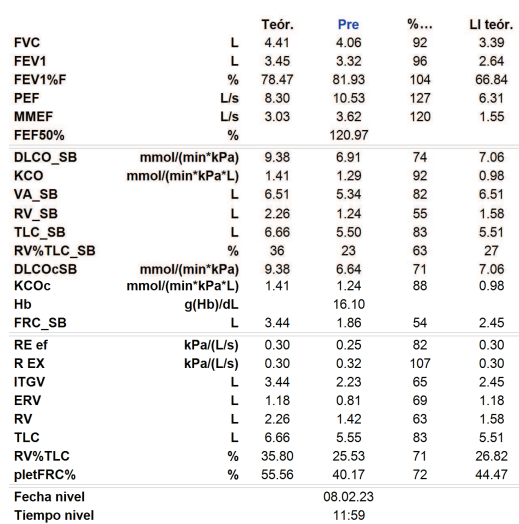 Teór. Pre %... LI teór.
FVC L 4.41 4.06 92 3.39
FEV1 L 3.45 3.32 96 2.64
FEV1%F % 78.47 81.93 104 66.84
PEF L/s 8.30 10.53 127 6.31
MMEF L/s 3.03 3.62 120 1.55
FEF50% % 120.97
DLCO_SB mmol/(min*kPa) 9.38 6.91 74 7.06
KCO mmol/(min*kPa*L) 1.41 1.29 92 0.98
VA_SB L 6.51 5.34 82 6.51
RV_SB L 2.26 1.24 55 1.58
TLC_SB L 6.66 5.50 83 5.51
RV%TLC_SB % 36 23 63 27
DLCOcSB mmol/(min*kPa) 9.38 6.64 71 7.06
KCOc mmol/(min*kPa*L) 1.41 1.24 88 0.98
Hb g(Hb)/dL 16.10
FRC_SB L 3.44 1.86 54 2.45
RE ef kPa/(L/s) 0.30 0.25 82 0.30
R EX kPa/(L/s) 0.30 0.32 107 0.30
ITGV L 3.44 2.23 65 2.45
ERV L 1.18 0.81 69 1.18
RV L 2.26 1.42 63 1.58
TLC L 6.66 5.55 83 5.51
RV%TLC % 35.80 25.53 71 26.82
pletFRC% % 55.56 40.17 72 44.47
Fecha nivel 08.02.23
Tiempo nivel 11:59